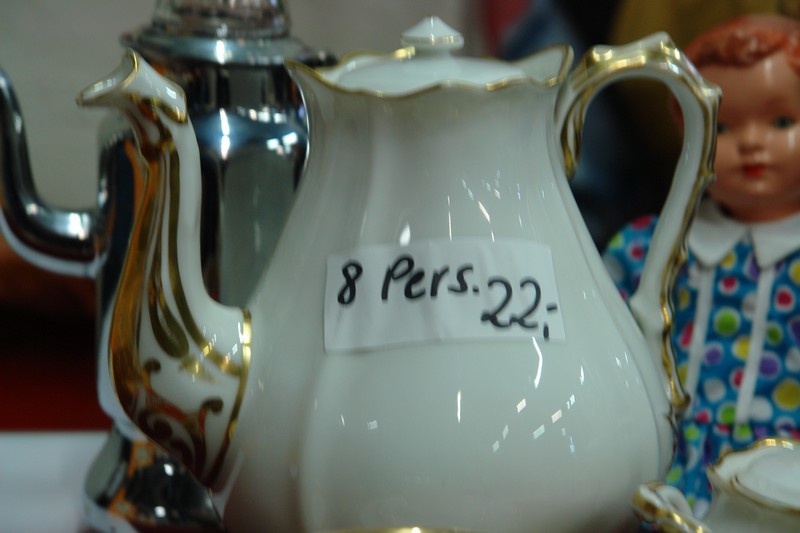 8 Pers. 22,-